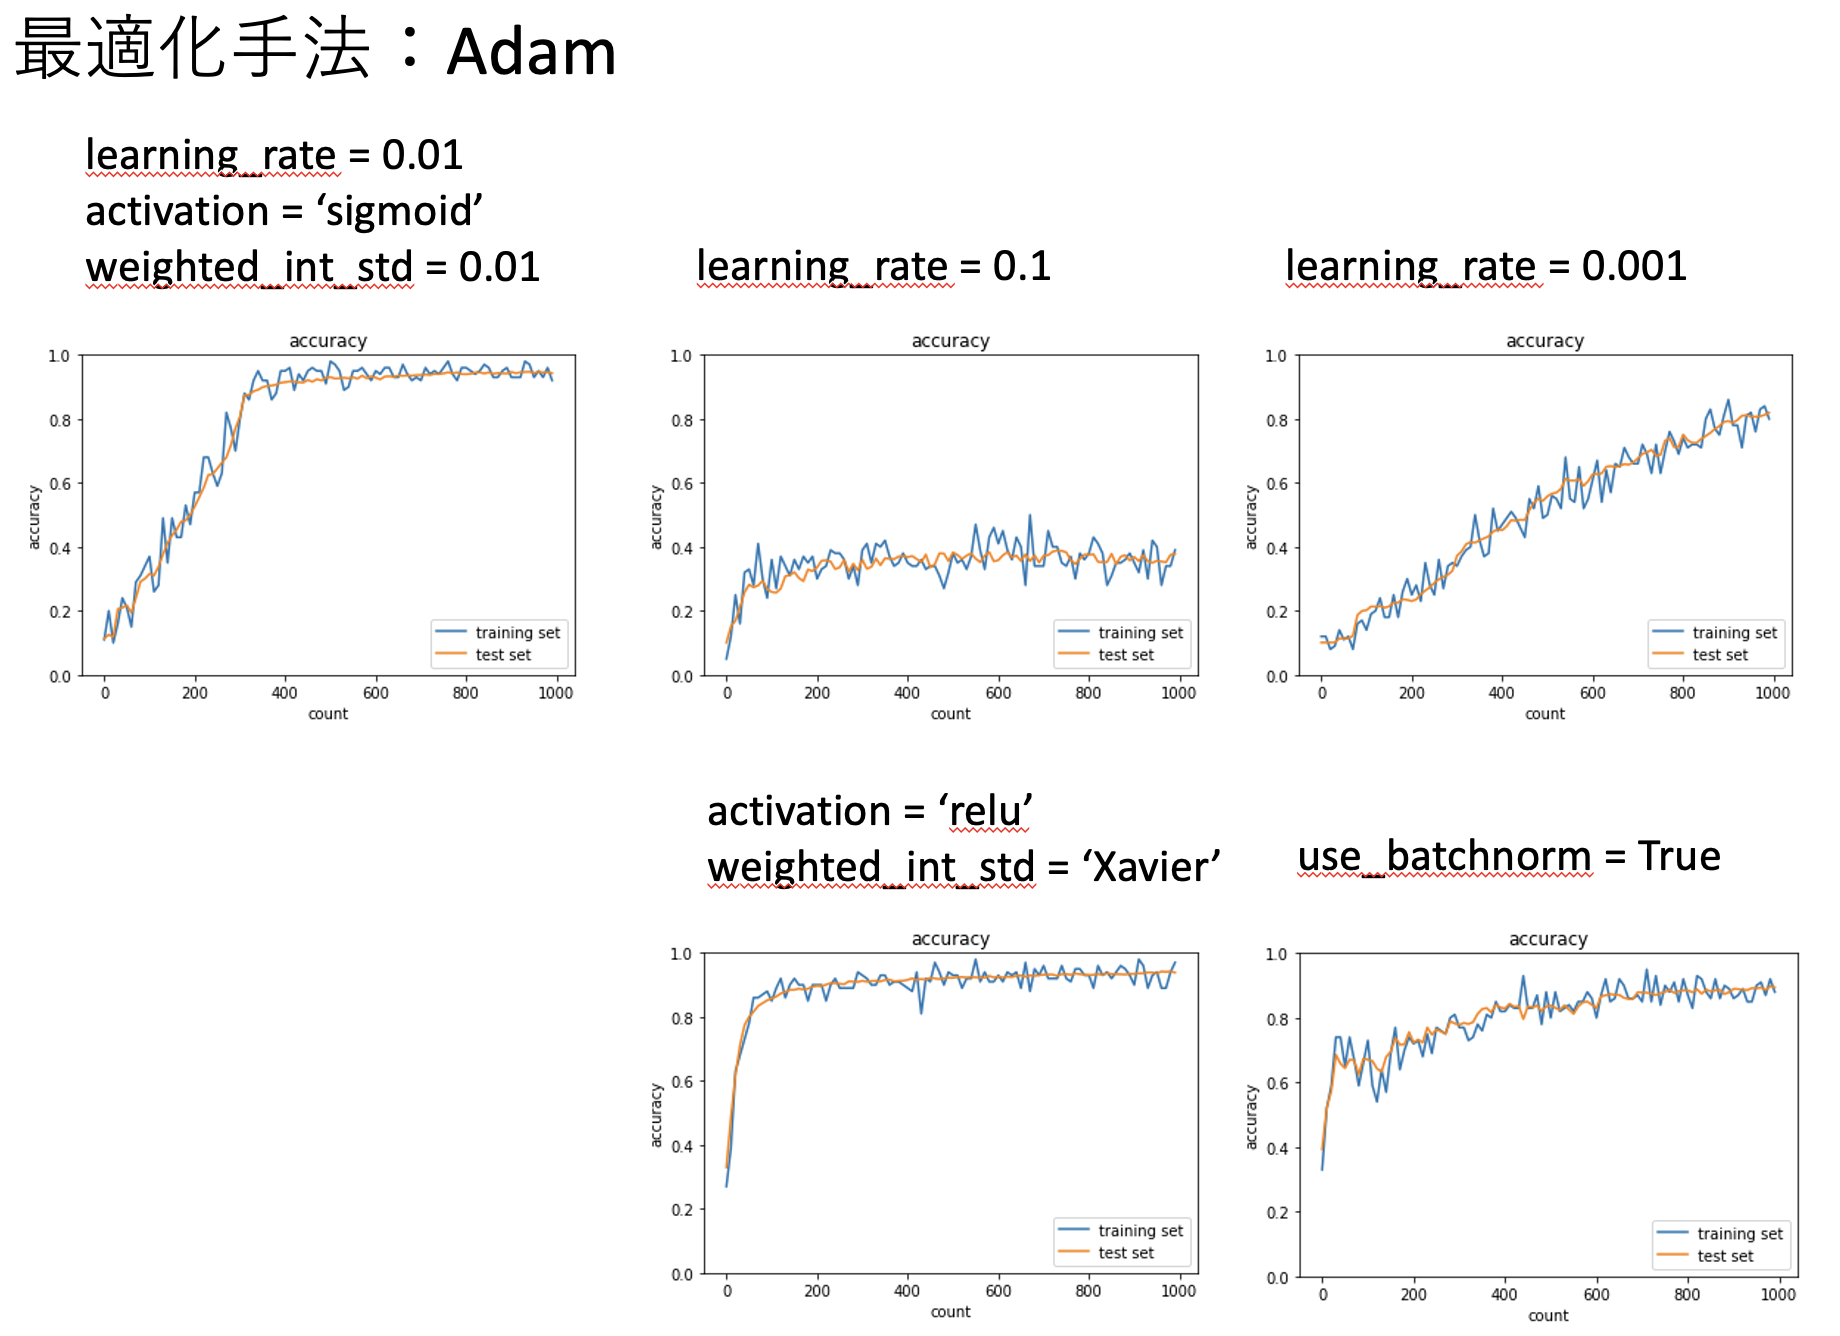 最適化手法：Adam
learning_rate = 0.01
activation = ‘sigmoid’
weighted_int_std = 0.01
learning_rate = 0.1
learning_rate = 0.001
accuracy
1.0
0.8
0.6
0.4
0.2
0.0
accuracy
0
200
400
600
800
1000
count
training set
test set
accuracy
1.0
0.8
0.6
0.4
0.2
0.0
accuracy
0
200
400
600
800
1000
count
training set
test set
accuracy
1.0
0.8
0.6
0.4
0.2
0.0
accuracy
0
200
400
600
800
1000
count
training set
test set
activation = ‘relu’
weighted_int_std = ‘Xavier’
use_batchnorm = True
accuracy
1.0
0.8
0.6
0.4
0.2
0.0
accuracy
0
200
400
600
800
1000
count
training set
test set
accuracy
1.0
0.8
0.6
0.4
0.2
0.0
accuracy
0
200
400
600
800
1000
count
training set
test set